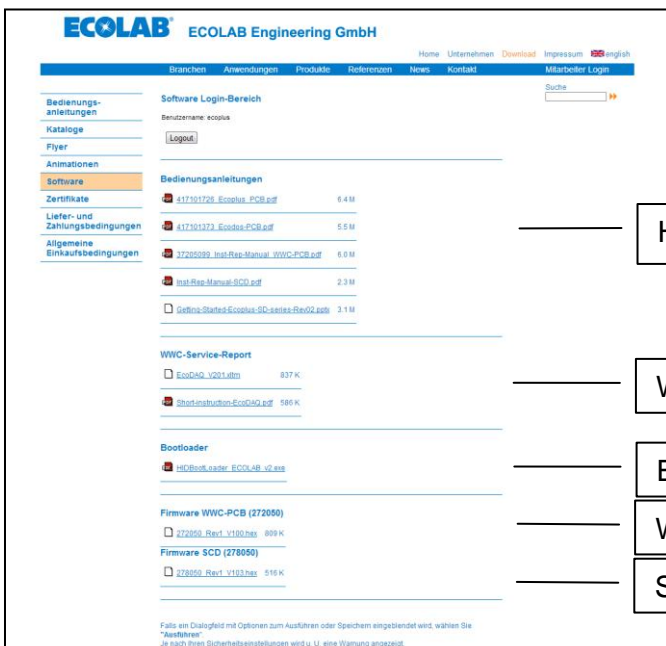 ECOLAB® ECOLAB Engineering GmbH
Home Unternehmen Download Impressum english
Branchen Anwendungen Produkte Referenzen News Kontakt Mitarbeiter Login
Suche
Bedienungs-
anleitungen
Kataloge
Flyer
Animationen
Software
Zertifikate
Liefer- und
Zahlungsbedingungen
Allgemeine
Einkaufsbedingungen
Software Login-Bereich
Benutzername: ecoplus
Logout
Bedienungsanleitungen
417101726_Ecoplus_PCB.pdf 6.4 M
417101373_Ecodos-PCB.pdf 5.5 M
37205099_Inst-Rep-Manual_WWC-PCB.pdf 6.0 M
Inst-Rep-Manual-SCD.pdf 2.3 M
Getting-Started-Ecoplus-SD-series-Rev02.pptx 3.1 M
WWC-Service-Report
EcoDAQ_V201.xltm 837 K
Short-instruction-EcoDAQ.pdf 586 K
Bootloader
HIDBootLoader_ECOLAB_v2.exe
Firmware WWC-PCB (272050)
272050_Rev1_V100.hex 809 K
Firmware SCD (278050)
278050_Rev1_V103.hex 516 K
Falls ein Dialogfeld mit Optionen zum Ausführen oder Speichern eingeblendet wird, wählen Sie
"Ausführen".
Je nach Ihren Sicherheitseinstellungen wird u. U. eine Warnung angezeigt.
H
W
B
W
S